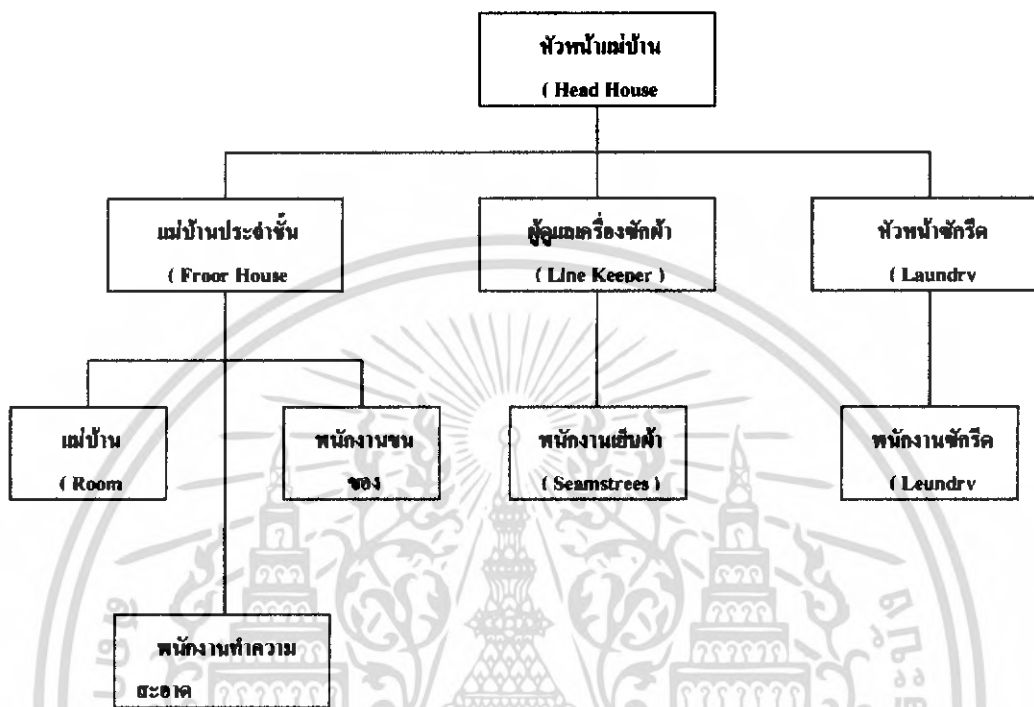 หัวหน้าแม่บ้าน
( Head House
แม่บ้านประจำชั้น
( Froor House
ผู้ดูแลเครื่องซักผ้า
( Line Keeper )
หัวหน้าซักรีด
( Laundry
แม่บ้าน
( Room
พนักงานขน
ของ
พนักงานเย็บผ้า
( Seamstrees )
พนักงานซักรีด
( Leundry
พนักงานทำความ
สะอาด